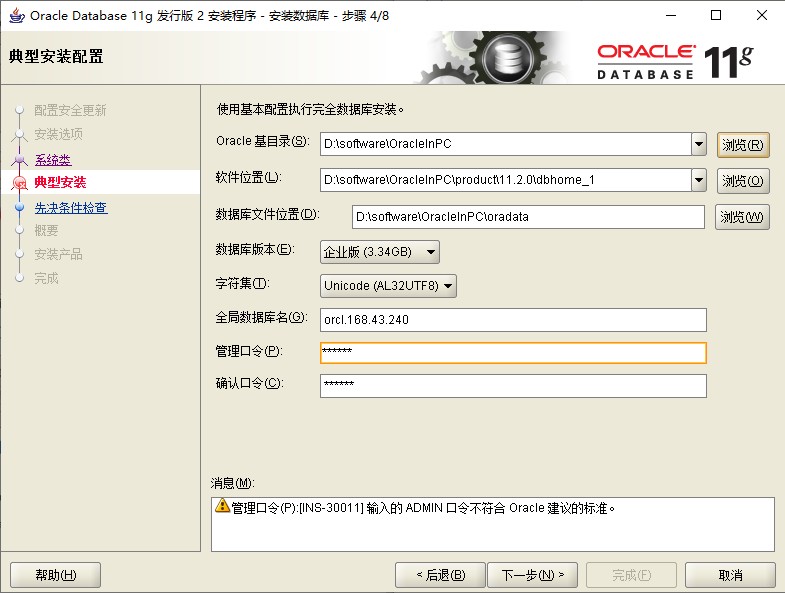 Oracle Database 11g 发行版 2 安装程序 - 安装数据库 - 步骤 4/8
典型安装配置
ORACLE
DATABASE 11g
配置安全更新
安装选项
系统类
典型安装
先决条件检查
概要
安装产品
完成
使用基本配置执行完全数据库安装。
Oracle 基目录(S): D:\software\OracleInPC 浏览(R)
软件位置(L): D:\software\OracleInPC\product\11.2.0\dbhome_1 浏览(O)
数据库文件位置(D): D:\software\OracleInPC\oradata 浏览(W)
数据库版本(E): 企业版 (3.34GB)
字符集(T): Unicode (AL32UTF8)
全局数据库名(G): orcl.168.43.240
管理口令(P): ******
确认口令(C): ******
消息(M):
管理口令(P):[INS-30011] 输入的 ADMIN 口令不符合 Oracle 建议的标准。
帮助(H) < 后退(B) 下一步(N) > 完成(F) 取消